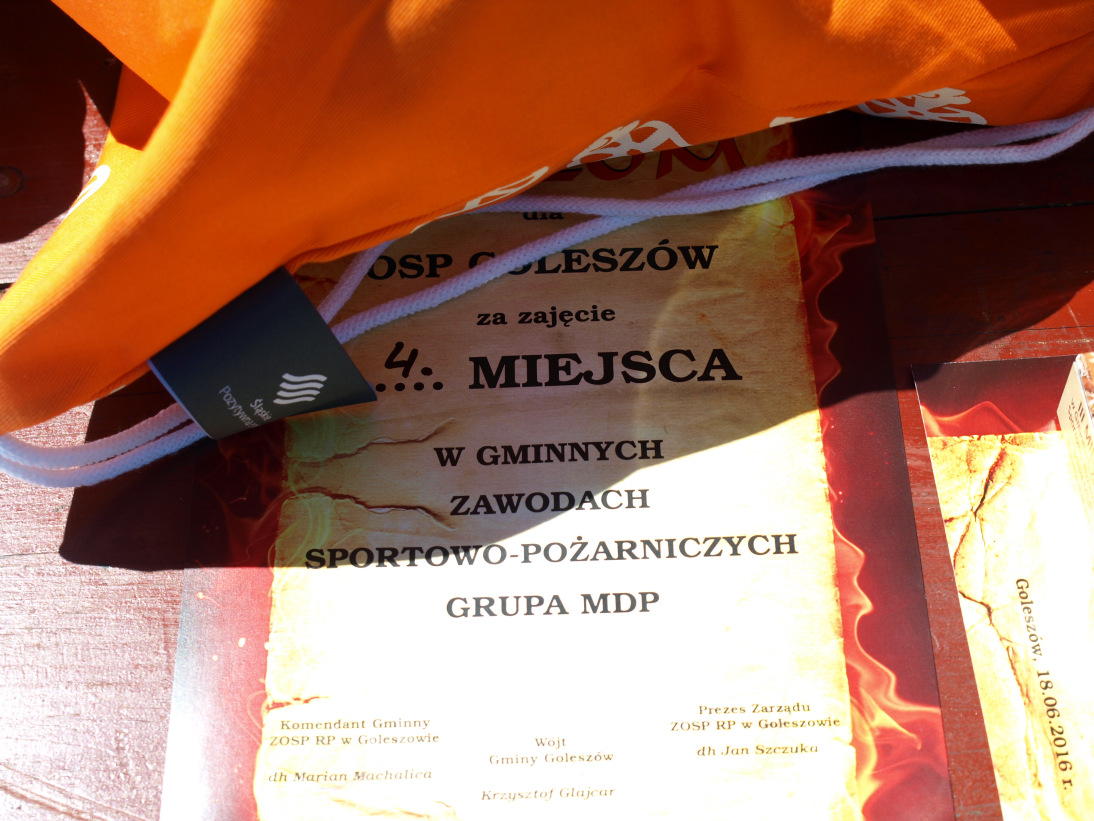 dla
OSP GOLESZÓW
za zajęcie
.4.... MIEJSCA
W GMINNYCH
ZAWODACH
SPORTOWO-POŻARNICZYCH
GRUPA MDP
Komendant Gminny
ZOSP RP w Goleszowie
dh Marian Machalica
Wójt
Gminy Goleszów
Krzysztof Glajcar
Prezes Zarządu
ZOSP RP w Goleszowie
dh Jan Szczuka
Goleszów, 18.06.2016 r.
Śląskie